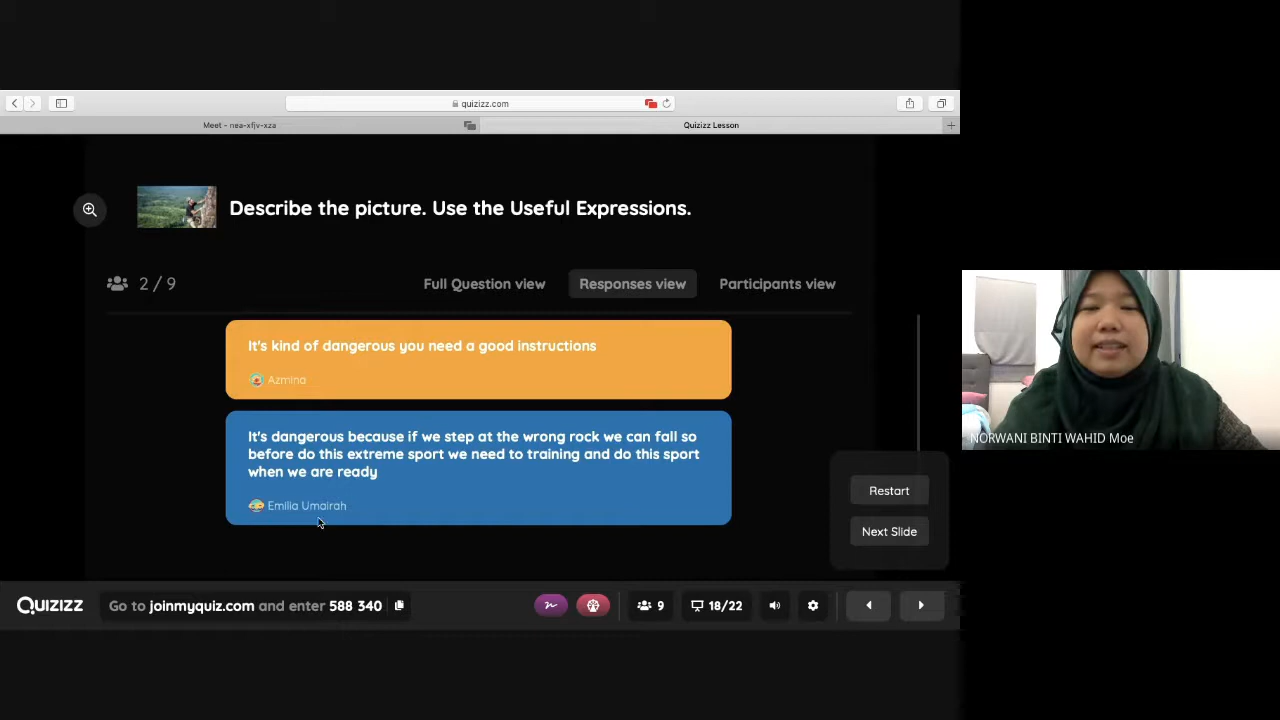 quizizz.com
Meet - nea-xfjv-xza
Quizizz Lesson
+
Describe the picture. Use the Useful Expressions.
2 / 9
Full Question view
Responses view
Participants view
It's kind of dangerous you need a good instructions
Azmina
It's dangerous because if we step at the wrong rock we can fall so
before do this extreme sport we need to training and do this sport
when we are ready
Emilia Umairah
NORWANI BINTI WAHID Moe
Restart
Next Slide
QUIZIZZ
Go to joinmyquiz.com and enter 588 340
9
18/22